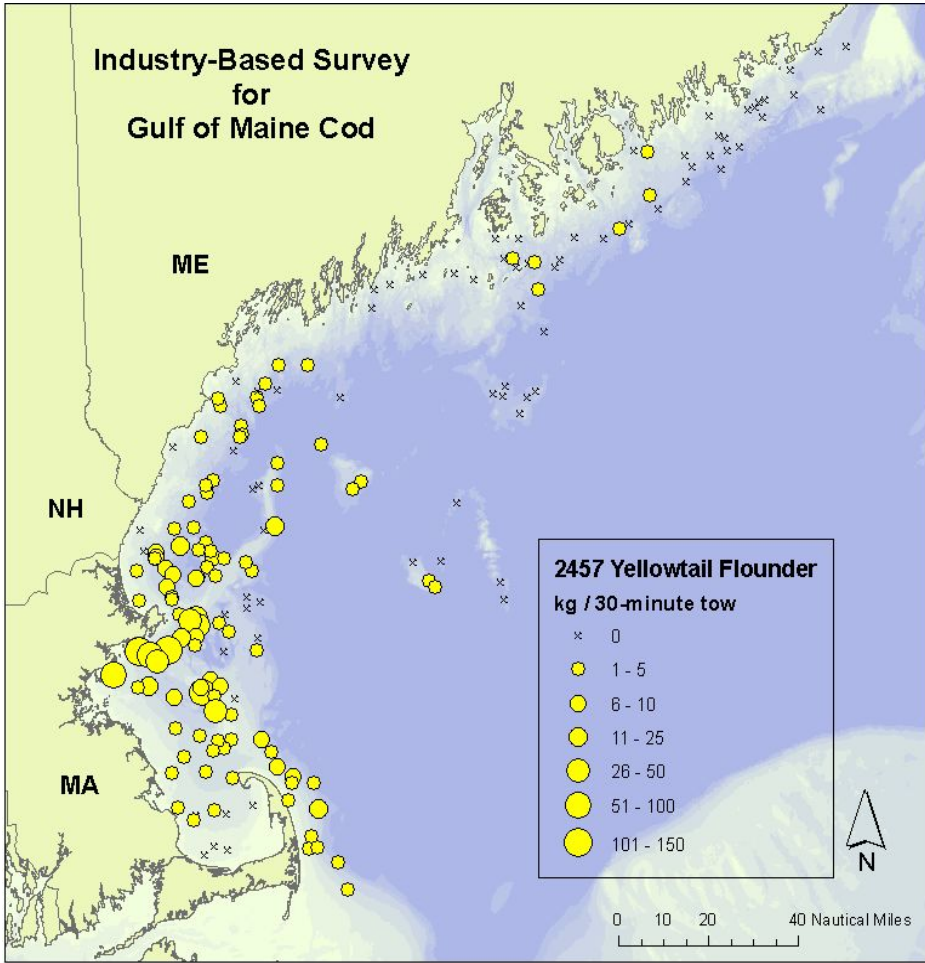 Industry-Based Survey
for
Gulf of Maine Cod
ME
NH
MA
2457 Yellowtail Flounder
kg / 30-minute tow
0
1 - 5
6 - 10
11 - 25
26 - 50
51 - 100
101 - 150
N
0 10 20 40 Nautical Miles